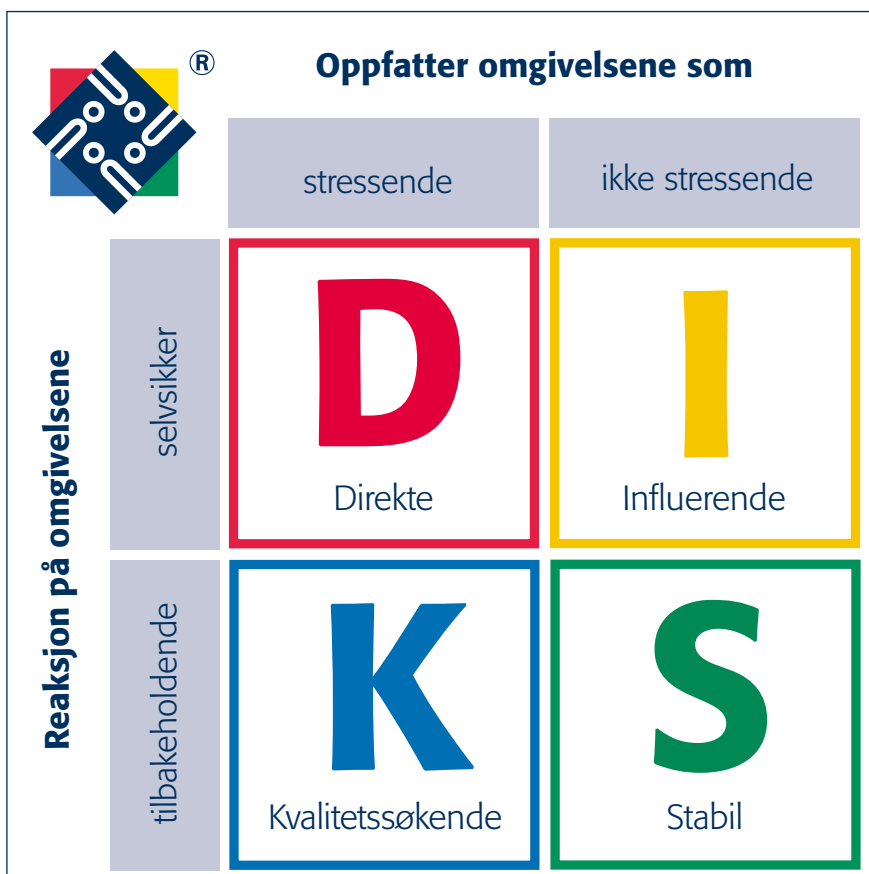 ®
Oppfatter omgivelsene som
stressende
ikke stressende
Reaksjon på omgivelsene
selvsikker
D
Direkte
I
Influerende
tilbakeholdende
K
Kvalitetssøkende
S
Stabil